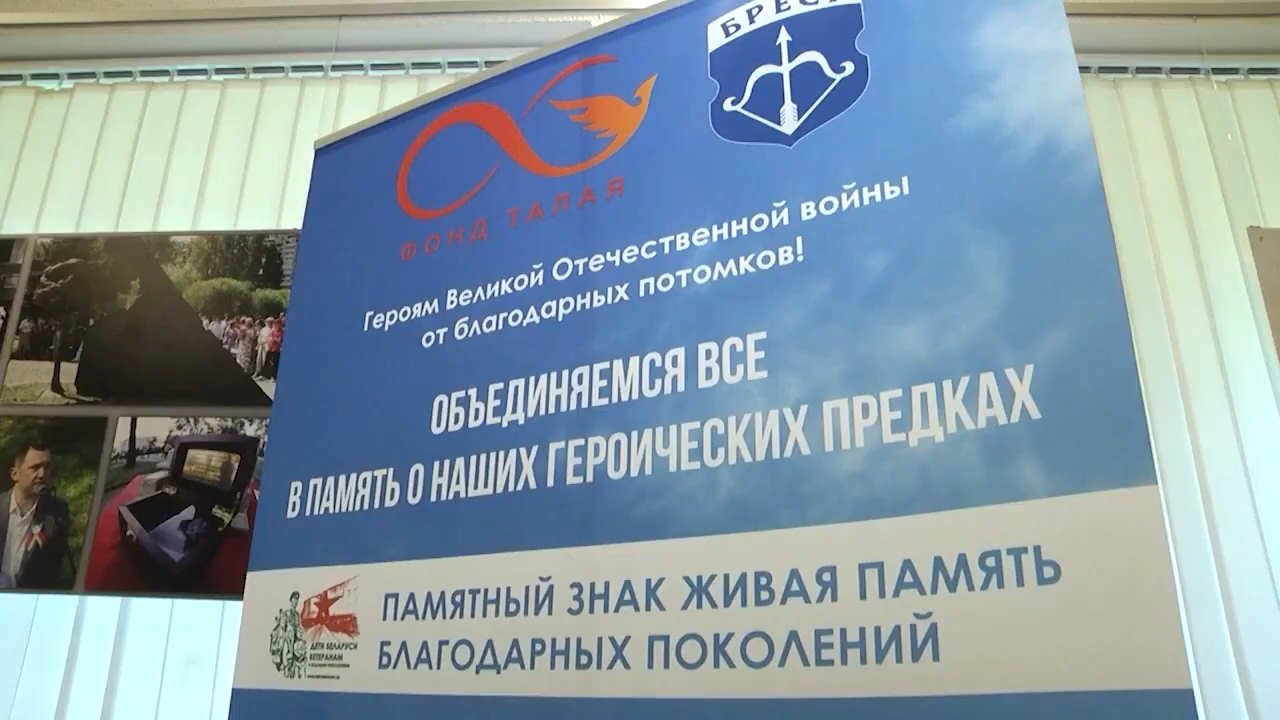 БРЕСТ
ФОНД ТАЛАЯ
Героям Великой Отечественной войны
от благодарных потомков!
ОБЪЕДИНЯЕМСЯ ВСЕ
В ПАМЯТЬ О НАШИХ ГЕРОИЧЕСКИХ ПРЕДКАХ
ПАМЯТНЫЙ ЗНАК ЖИВАЯ ПАМЯТЬ
БЛАГОДАРНЫХ ПОКОЛЕНИЙ
ДЕТИ БЕЛАРУСИ
ВЕТЕРАНАМ